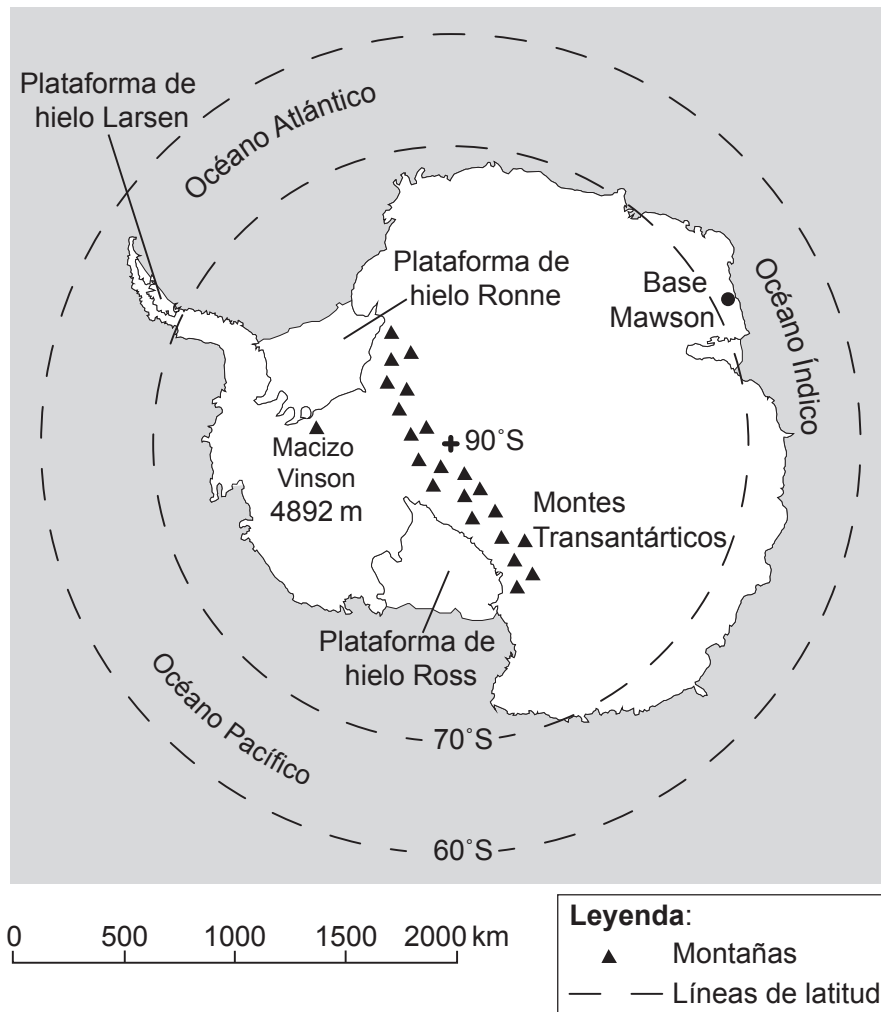 Plataforma de
hielo Larsen
Océano Atlántico
Plataforma de
hielo Ronne
Base
Mawson
Océano Índico
90˚S
Macizo
Vinson
4892 m
Montes
Transantárticos
Plataforma de
hielo Ross
Océano Pacífico
70˚S
60˚S
0 500 1000 1500 2000 km
Leyenda:
Montañas
Líneas de latitud